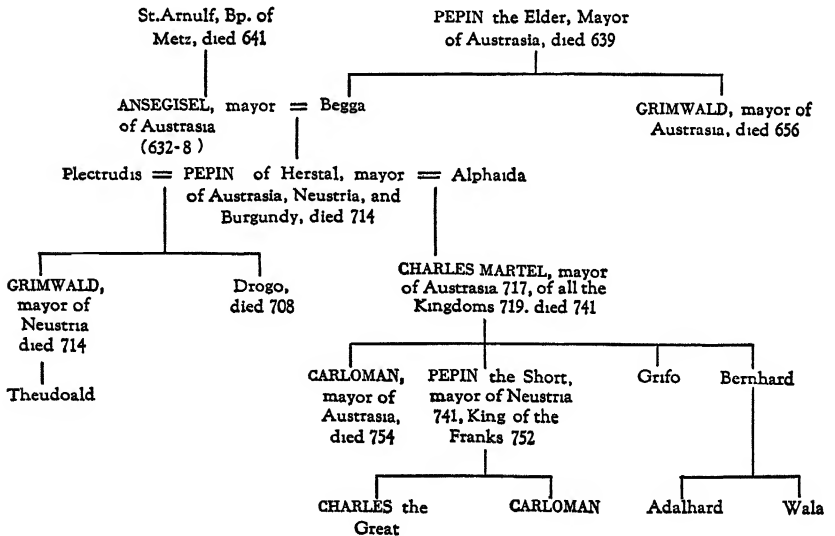 St.Arnulf, Bp. of
Metz, died 641
PEPIN the Elder, Mayor
of Austrasia, died 639
ANSEGISEL, mayor = Begga
of Austrasia
(632-8 )
GRIMWALD, mayor of
Austrasia, died 656
Plectrudis = PEPIN of Herstal, mayor = Alphaida
of Austrasia, Neustria, and
Burgundy, died 714
GRIMWALD,
mayor of
Neustria
died 714
Drogo,
died 708
CHARLES MARTEL, mayor
of Austrasia 717, of all the
Kingdoms 719. died 741
Theudoald
CARLOMAN,
mayor of
Austrasia,
died 754
PEPIN the Short,
mayor of Neustria
741, King of the
Franks 752
Grifo
Bernhard
CHARLES the
Great
CARLOMAN
Adalhard
Wala